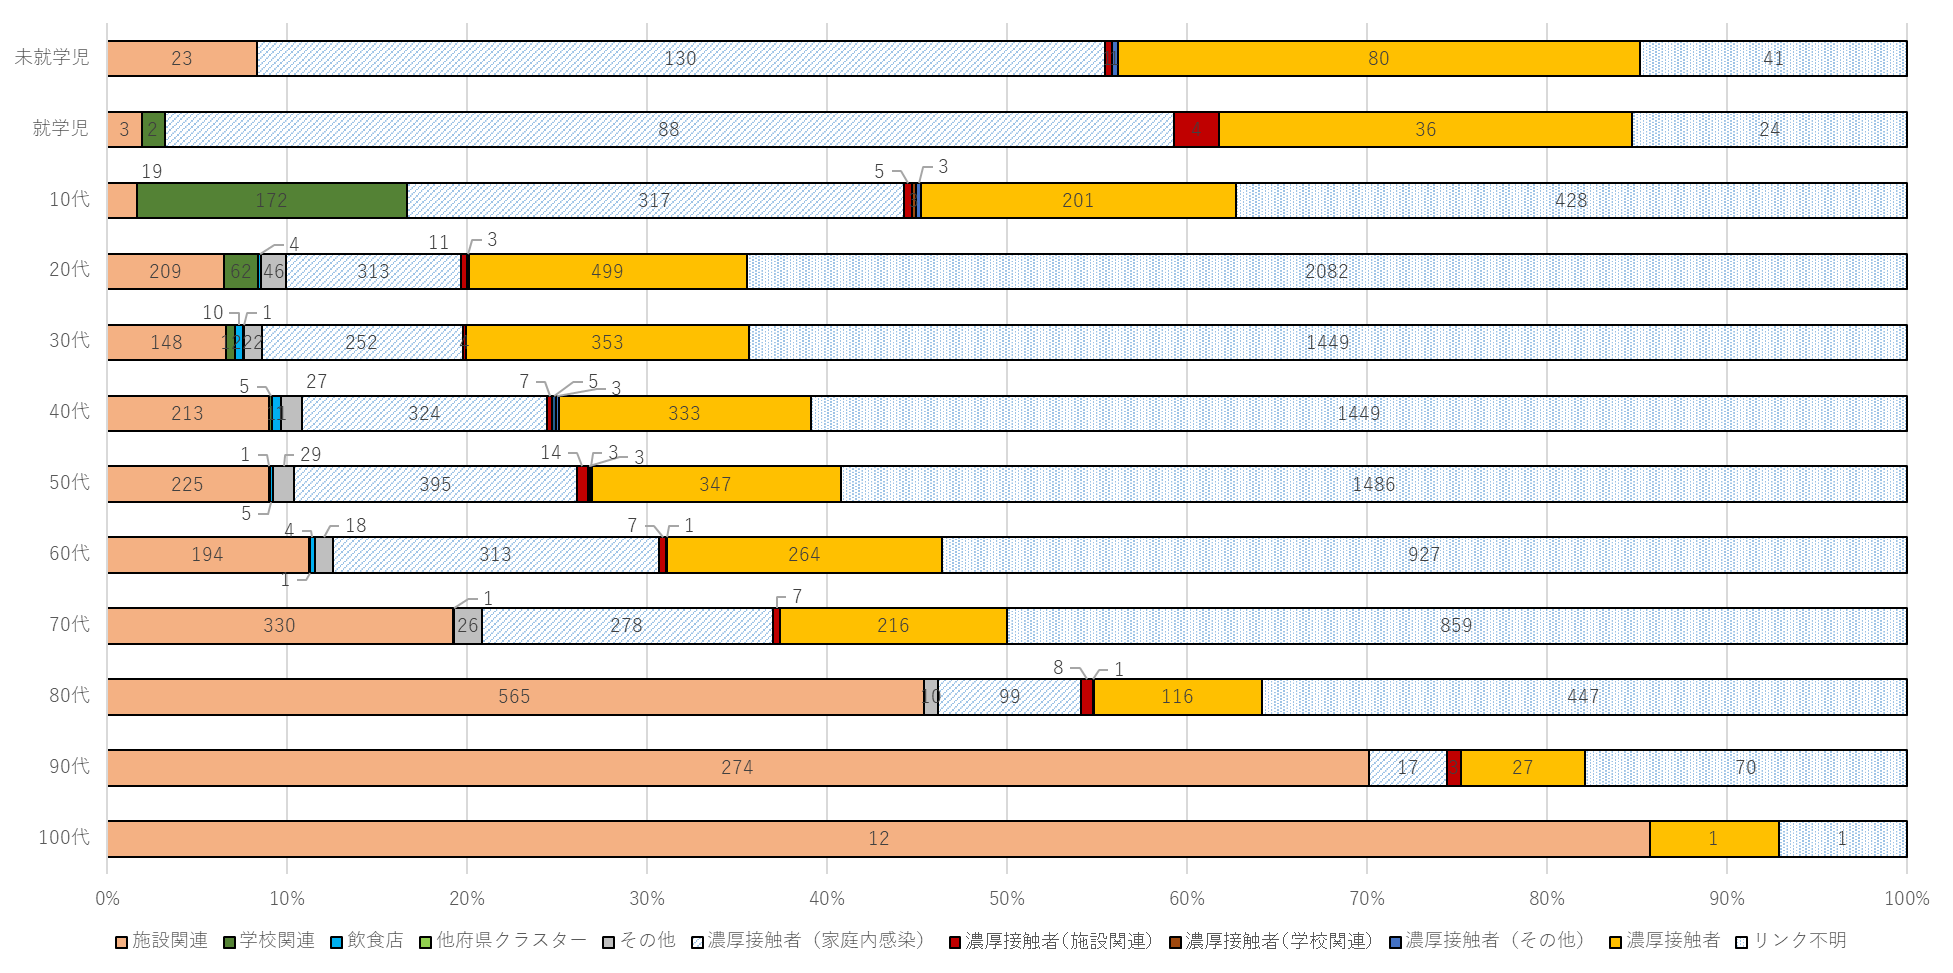 未就学児 23 130 80 41
就学児 3 2 88 4 36 24
19 5 3
10代 172 317 201 428
4 11 3
20代 209 62 46 313 499 2082
10 1
30代 148 12 22 252 4 353 1449
5 27 7 5 3
40代 213 11 324 333 1449
1 29 14 3 3
50代 225 395 347 1486
5
4 18 7 1
60代 194 313 264 927
1
1 7
70代 330 26 278 216 859
8 1
80代 565 10 99 116 447
90代 274 17 27 70
100代 12 1 1
0% 10% 20% 30% 40% 50% 60% 70% 80% 90% 100%
施設関連 学校関連 飲食店 他府県クラスター その他 濃厚接触者（家庭内感染） 濃厚接触者(施設関連) 濃厚接触者(学校関連) 濃厚接触者（その他） 濃厚接触者 リンク不明